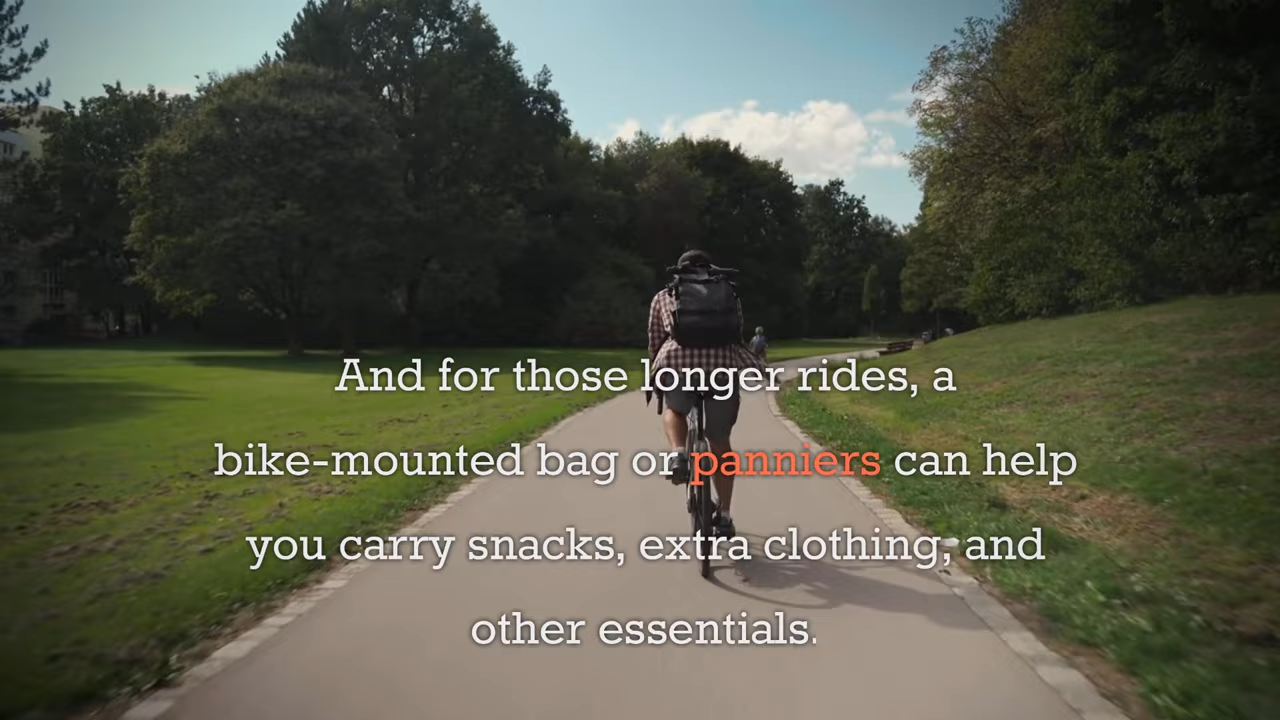 And for those longer rides, a
bike-mounted bag or panniers can help
you carry snacks, extra clothing, and
other essentials.